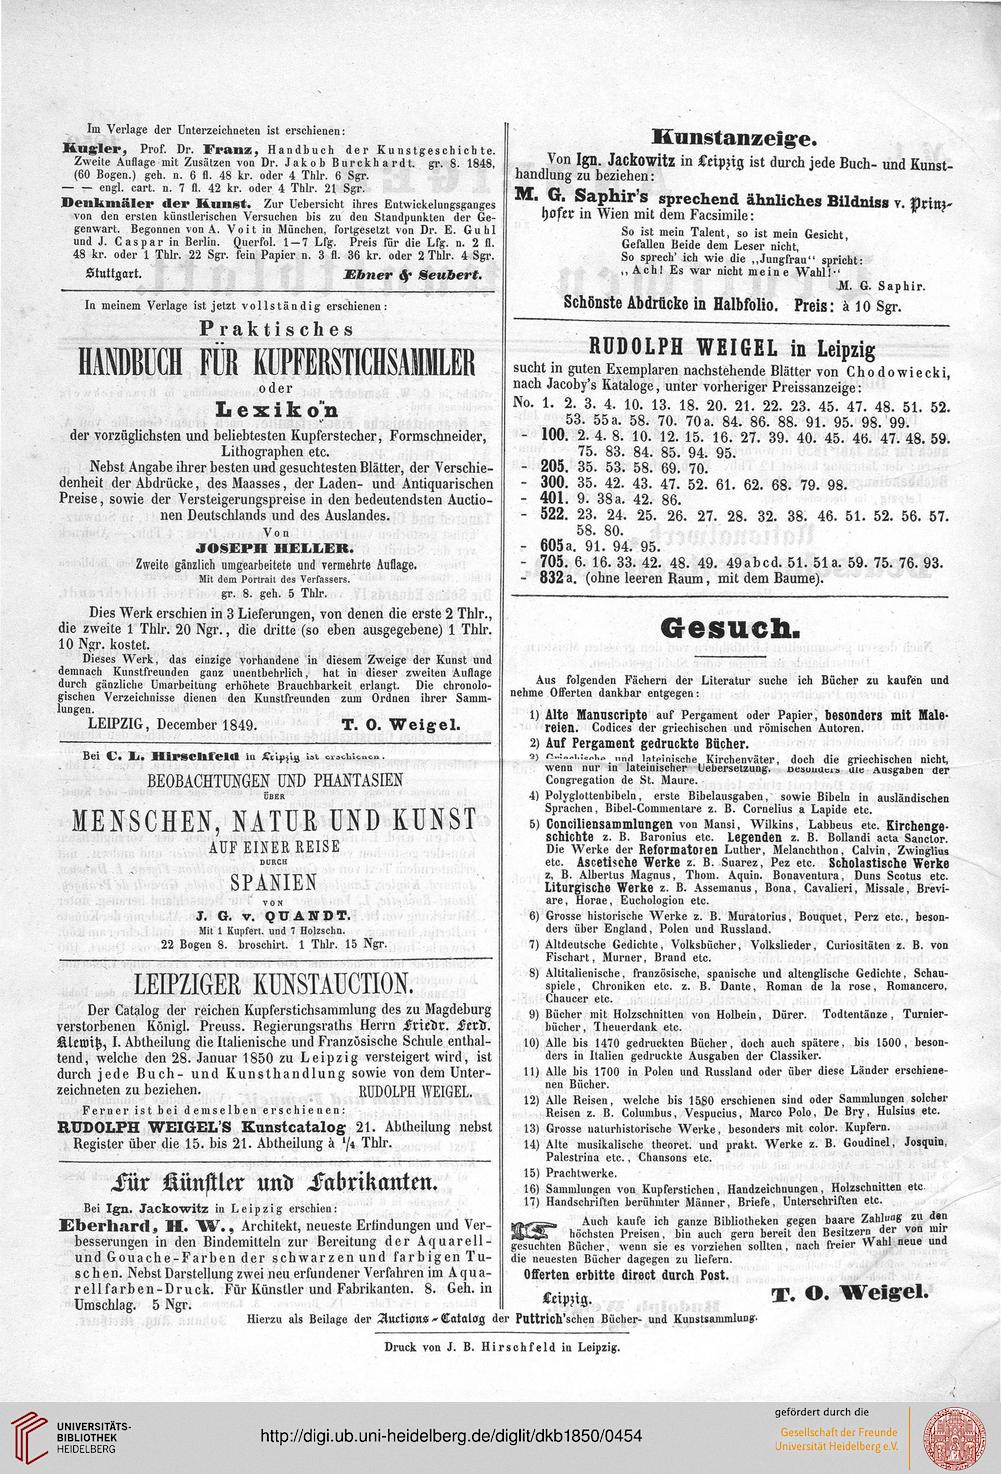 Im Verlage der Unterzeichneten ist erschienen:
Kugler, Prof. Dr. Franz, Handbuch der Kunstgeschichte.
Zweite Auflage mit Zusätzen von Dr. Jakob Burckhardt. gr. 8. 1848,
(60 Bogen.) geh. n. 6 fl. 48 kr. oder 4 Thlr. 6 Sgr.
— — engl. cart. n. 7 fl. 42 kr. oder 4 Thlr. 21 Sgr.
Denkmäler der Kunst. Zur Uebersicht ihres Entwickelungsganges
von den ersten künstlerischen Versuchen bis zu den Standpunkten der Ge-
genwart. Begonnen von A. Voit in München, fortgesetzt von Dr. E. Guhl
und J. Caspar in Berlin. Querfol. 1—7 Lfg. Preis für die Lfg. n. 2 fl.
48 kr. oder 1 Thlr. 22 Sgr. fein Papier n. 3 fl. 36 kr. oder 2 Thlr. 4 Sgr.
Stuttgart. Ebner & Seubert.
In meinem Verlage ist jetzt vollständig erschienen:
Praktisches
HANDBUCH FÜR KUPFERSTICHSAMMLER
oder
Lexikon
der vorzüglichsten und beliebtesten Kupferstecher, Formschneider,
Lithographen etc.
Nebst Angabe ihrer besten und gesuchtesten Blätter, der Verschie-
denheit der Abdrücke, des Maasses, der Laden- und Antiquarischen
Preise, sowie der Versteigerungspreise in den bedeutendsten Auctio-
nen Deutschlands und des Auslandes.
Von
JOSEPH HELLER.
Zweite gänzlich umgearbeitete und vermehrte Auflage.
Mit dem Portrait des Verfassers.
gr. 8. geh. 5 Thlr.
Dies Werk erschien in 3 Lieferungen, von denen die erste 2 Thlr.,
die zweite 1 Thlr. 20 Ngr., die dritte (so eben ausgegebene) 1 Thlr.
10 Ngr. kostet.
Dieses Werk, das einzige vorhandene in diesem Zweige der Kunst und
demnach Kunstfreunden ganz unentbehrlich, hat in dieser zweiten Auflage
durch gänzliche Umarbeitung erhöhete Brauchbarkeit erlangt. Die chronolo-
gischen Verzeichnisse dienen den Kunstfreunden zum Ordnen ihrer Samm-
lungen.
LEIPZIG, December 1849. T. O. Weigel.
Bei C. L. Hirschfeld in Leipzig ist erschienen:
BEOBACHTUNGEN UND PHANTASIEN
ÜBER
MENSCHEN, NATUR UND KUNST
AUF EINER REISE
DURCH
SPANIEN
VON
J. G. v. QUANDT.
Mit 1 Kupfert. und 7 Holzschn.
22 Bogen 8. broschirt. 1 Thlr. 15 Ngr.
LEIPZIGER KUNSTAUCTION.
Der Catalog der reichen Kupferstichsammlung des zu Magdeburg
verstorbenen Königl. Preuss. Regierungsraths Herrn Friedr. Ferd.
Klewitz, I. Abtheilung die Italienische und Französische Schule enthal-
tend, welche den 28. Januar 1850 zu Leipzig versteigert wird, ist
durch jede Buch- und Kunsthandlung sowie von dem Unter-
zeichneten zu beziehen. RUDOLPH WEIGEL.
Ferner ist bei demselben erschienen:
RUDOLPH WEIGEL'S Kunstcatalog 21. Abtheilung nebst
Register über die 15. bis 21. Abtheilung à 1/4 Thlr.
Für Künstler und Fabrikanten.
Bei Ign. Jackowitz in Leipzig erschien:
Eberhard, H. W., Architekt, neueste Erfindungen und Ver-
besserungen in den Bindemitteln zur Bereitung der Aquarell-
und Gouache-Farben der schwarzen und farbigen Tu-
schen. Nebst Darstellung zwei neu erfundener Verfahren im Aqua-
rellfarben-Druck. Für Künstler und Fabrikanten. 8. Geh. in
Umschlag. 5 Ngr.
Kunstanzeige.
Von Ign. Jackowitz in Leipzig ist durch jede Buch- und Kunst-
handlung zu beziehen:
M. G. Saphir's sprechend ähnliches Bildniss v. Prinz-
hofer in Wien mit dem Facsimile:
So ist mein Talent, so ist mein Gesicht,
Gefallen Beide dem Leser nicht,
So sprech' ich wie die „Jungfrau“ spricht:
„Ach! Es war nicht meine Wahl!“
M. G. Saphir.
Schönste Abdrücke in Halbfolio. Preis: à 10 Sgr.
RUDOLPH WEIGEL in Leipzig
sucht in guten Exemplaren nachstehende Blätter von Chodowiecki,
nach Jacoby's Kataloge, unter vorheriger Preissanzeige:
No. 1. 2. 3. 4. 10. 13. 18. 20. 21. 22. 23. 45. 47. 48. 51. 52.
53. 55a. 58. 70. 70a. 84. 86. 88. 91. 95. 98. 99.
- 100. 2. 4. 8. 10. 12. 15. 16. 27. 39. 40. 45. 46. 47. 48. 59.
75. 83. 84. 85. 94. 95.
- 205. 35. 53. 58. 69. 70.
- 300. 35. 42. 43. 47. 52. 61. 62. 68. 79. 98.
- 401. 9. 38a. 42. 86.
- 522. 23. 24. 25. 26. 27. 28. 32. 38. 46. 51. 52. 56. 57.
58. 80.
- 605a. 91. 94. 95.
- 705. 6. 16. 33. 42. 48. 49. 49abcd. 51. 51a. 59. 75. 76. 93.
- 832a. (ohne leeren Raum, mit dem Baume).
Gesuch.
Aus folgenden Fächern der Literatur suche ich Bücher zu kaufen und
nehme Offerten dankbar entgegen:
1) Alte Manuscripte auf Pergament oder Papier, besonders mit Male-
reien. Codices der griechischen und römischen Autoren.
2) Auf Pergament gedruckte Bücher.
3) Griechische und lateinische Kirchenväter, doch die griechischen nicht,
wenn nur in lateinischer Uebersetzung. Besonders die Ausgaben der
Congregation de St. Maure.
4) Polyglottenbibeln, erste Bibelausgaben, sowie Bibeln in ausländischen
Sprachen, Bibel-Commentare z. B. Cornelius a Lapide etc.
5) Conciliensammlungen von Mansi, Wilkins, Labbeus etc. Kirchenge-
schichte z. B. Baronius etc. Legenden z. B. Bollandi acta Sanctor.
Die Werke der Reformatoren Luther, Melanchthon, Calvin, Zwinglius
etc. Ascetische Werke z. B. Suarez, Pez etc. Scholastische Werke
z. B. Albertus Magnus, Thom. Aquin. Bonaventura, Duns Scotus etc.
Liturgische Werke z. B. Assemanus, Bona, Cavalieri, Missale, Brevi-
are, Horae, Euchologion etc.
6) Grosse historische Werke z. B. Muratorius, Bouquet, Perz etc., beson-
ders über England, Polen und Russland.
7) Altdeutsche Gedichte, Volksbücher, Volkslieder, Curiositäten z. B. von
Fischart, Murner, Brand etc.
8) Altitalienische, französische, spanische und altenglische Gedichte, Schau-
spiele, Chroniken etc. z. B. Dante, Roman de la rose, Romancero,
Chaucer etc.
9) Bücher mit Holzschnitten von Holbein, Dürer. Todtentänze, Turnier-
bücher, Theuerdank etc.
10) Alle bis 1470 gedruckten Bücher, doch auch spätere, bis 1500, beson-
ders in Italien gedruckte Ausgaben der Classiker.
11) Alle bis 1700 in Polen und Russland oder über diese Länder erschiene-
nen Bücher.
12) Alle Reisen, welche bis 1580 erschienen sind oder Sammlungen solcher
Reisen z. B. Columbus, Vespucius, Marco Polo, De Bry, Hulsius etc.
13) Grosse naturhistorische Werke, besonders mit color. Kupfern.
14) Alte musikalische theoret. und prakt. Werke z. B. Goudinel, Josquin,
Palestrina etc., Chansons etc.
15) Prachtwerke.
16) Sammlungen von Kupferstichen, Handzeichnungen, Holzschnitten etc.
17) Handschriften berühmter Männer, Briefe, Unterschriften etc.
Auch kaufe ich ganze Bibliotheken gegen baare Zahlung zu den
höchsten Preisen, bin auch gern bereit den Besitzern der von mir
gesuchten Bücher, wenn sie es vorziehen sollten, nach freier Wahl neue und
die neuesten Bücher dagegen zu liefern.
Offerten erbitte direct durch Post.
Leipzig. T. O. Weigel.
Hierzu als Beilage der Auctions-Catalog der Puttrich'schen Bücher- und Kunstsammlung.
Druck von J. B. Hirschfeld in Leipzig.
UNIVERSITÄTS-
BIBLIOTHEK
HEIDELBERG
http://digi.ub.uni-heidelberg.de/diglit/dkb1850/0454
gefördert durch die
Gesellschaft der Freunde
Universität Heidelberg e.V.